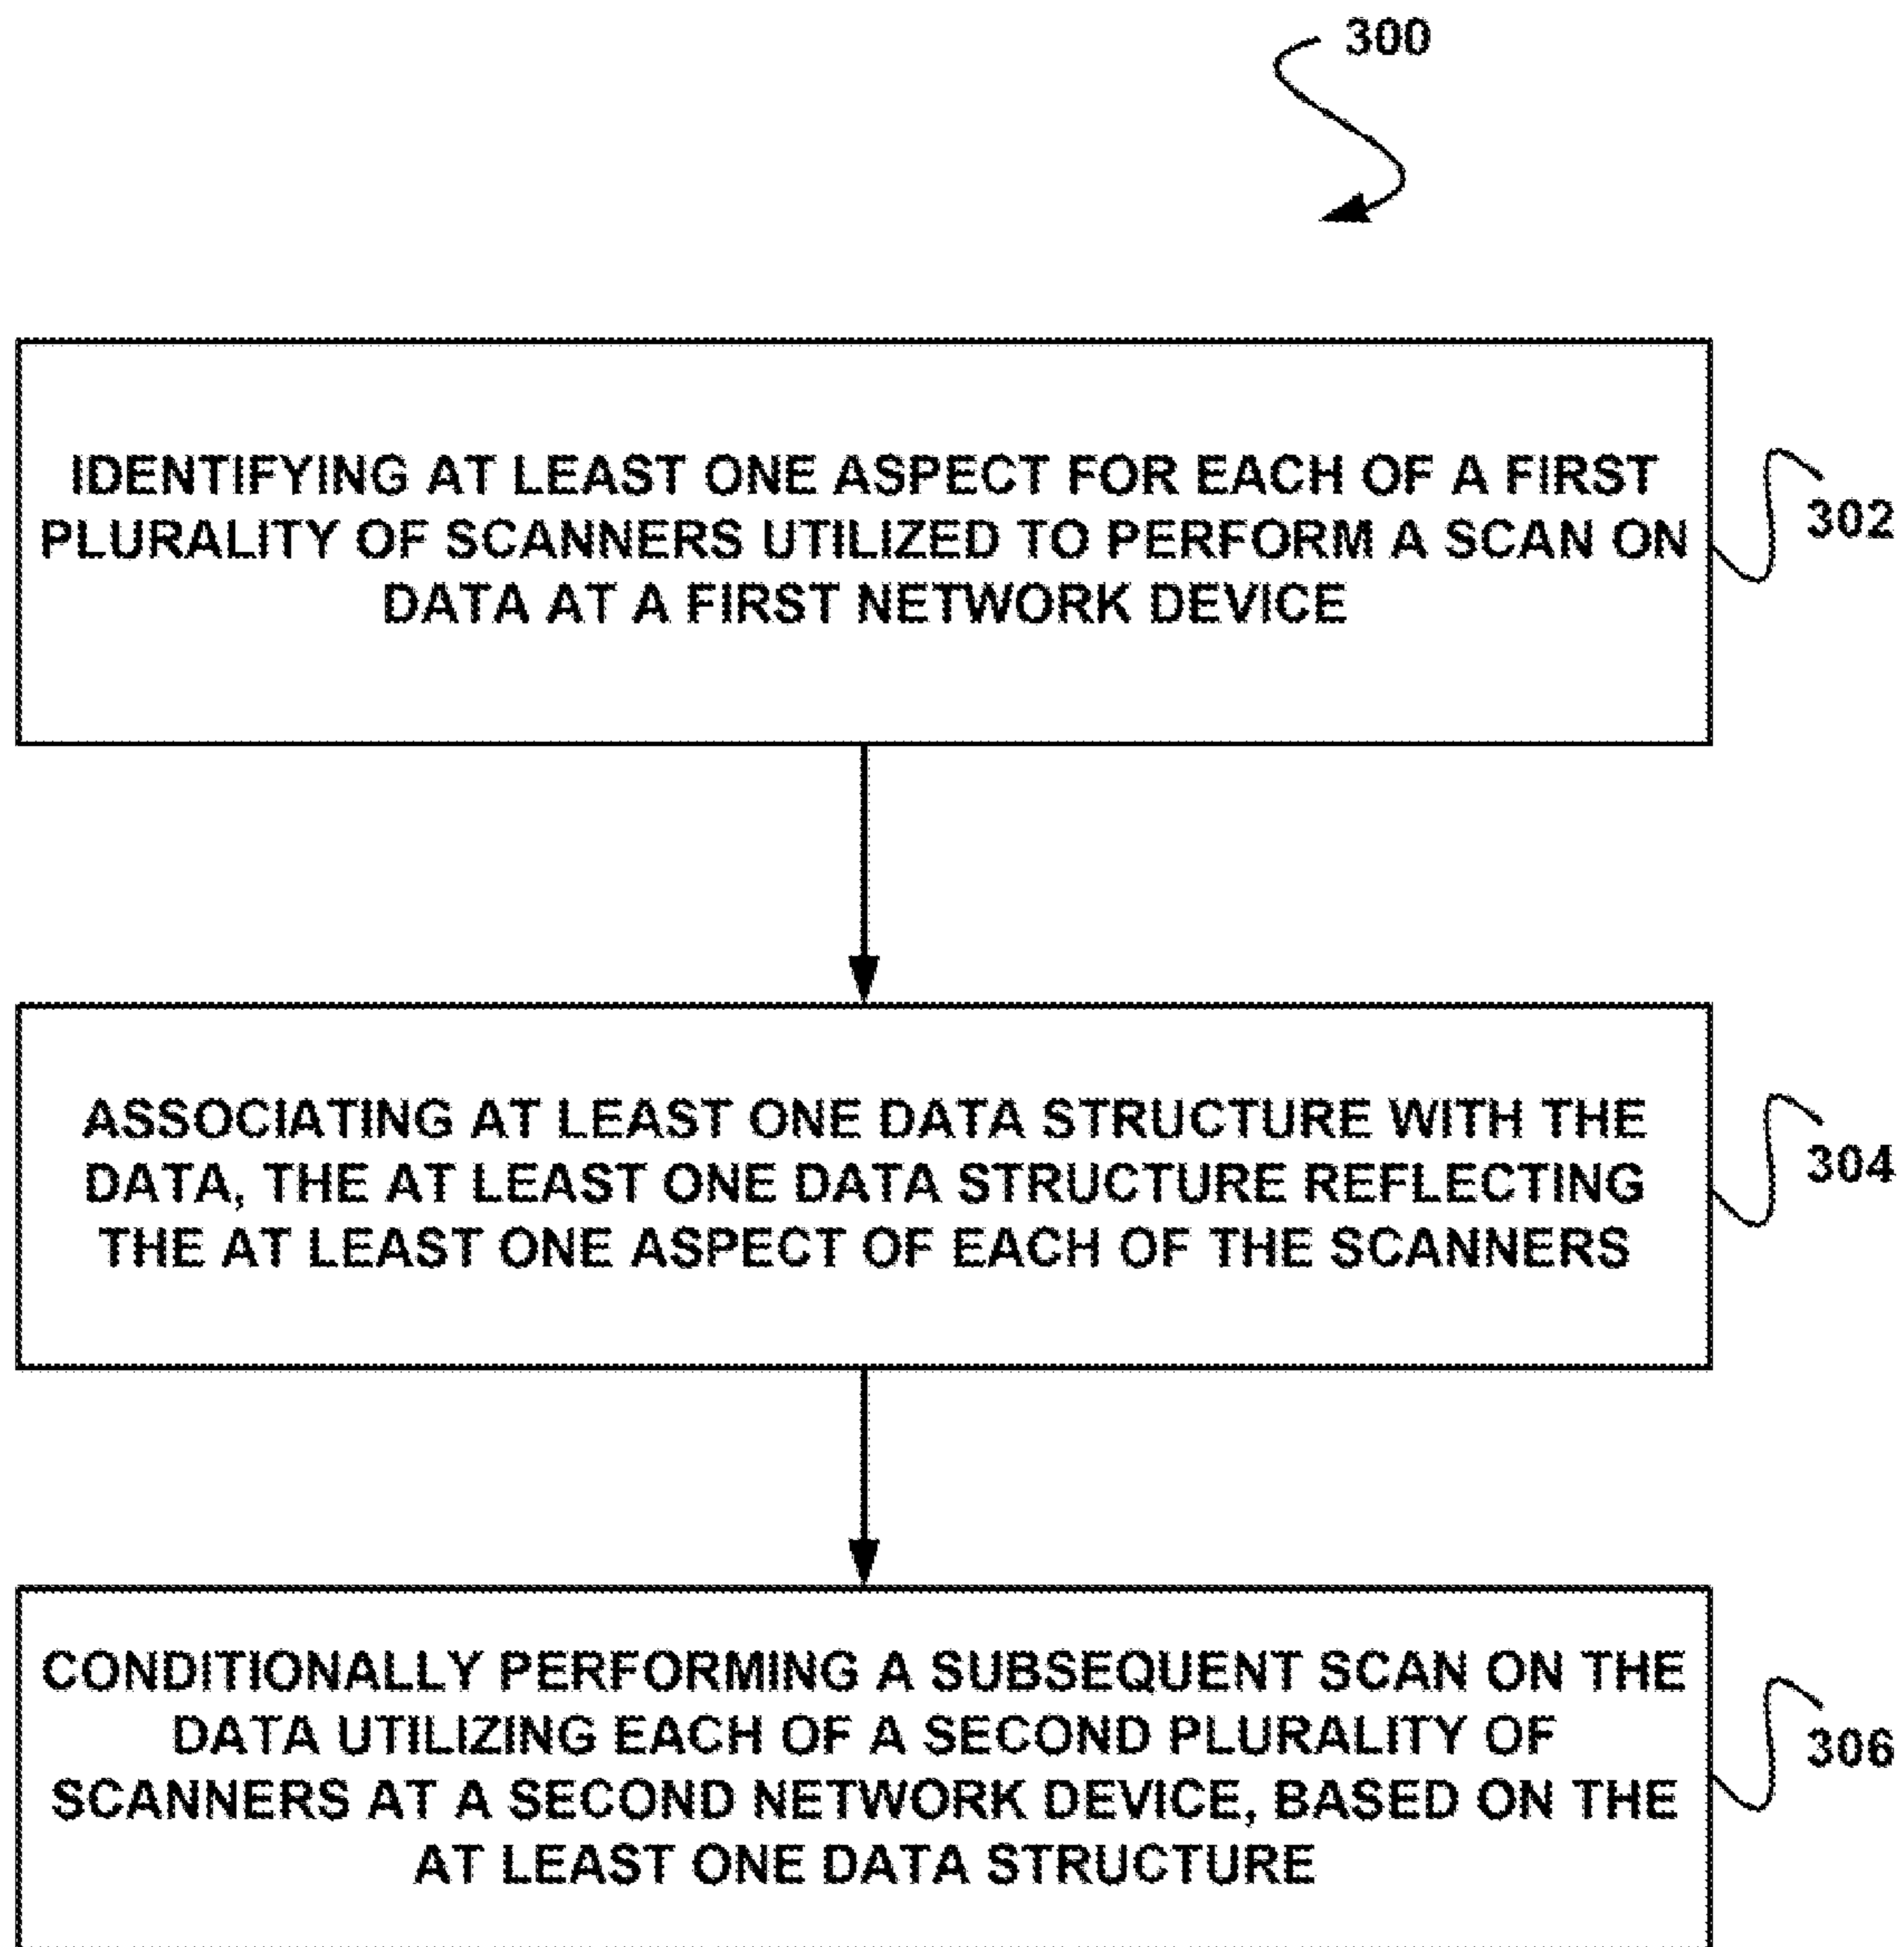 300
IDENTIFYING AT LEAST ONE ASPECT FOR EACH OF A FIRST
PLURALITY OF SCANNERS UTILIZED TO PERFORM A SCAN ON
DATA AT A FIRST NETWORK DEVICE
302
ASSOCIATING AT LEAST ONE DATA STRUCTURE WITH THE
DATA, THE AT LEAST ONE DATA STRUCTURE REFLECTING
THE AT LEAST ONE ASPECT OF EACH OF THE SCANNERS
304
CONDITIONALLY PERFORMING A SUBSEQUENT SCAN ON THE
DATA UTILIZING EACH OF A SECOND PLURALITY OF
SCANNERS AT A SECOND NETWORK DEVICE, BASED ON THE
AT LEAST ONE DATA STRUCTURE
306